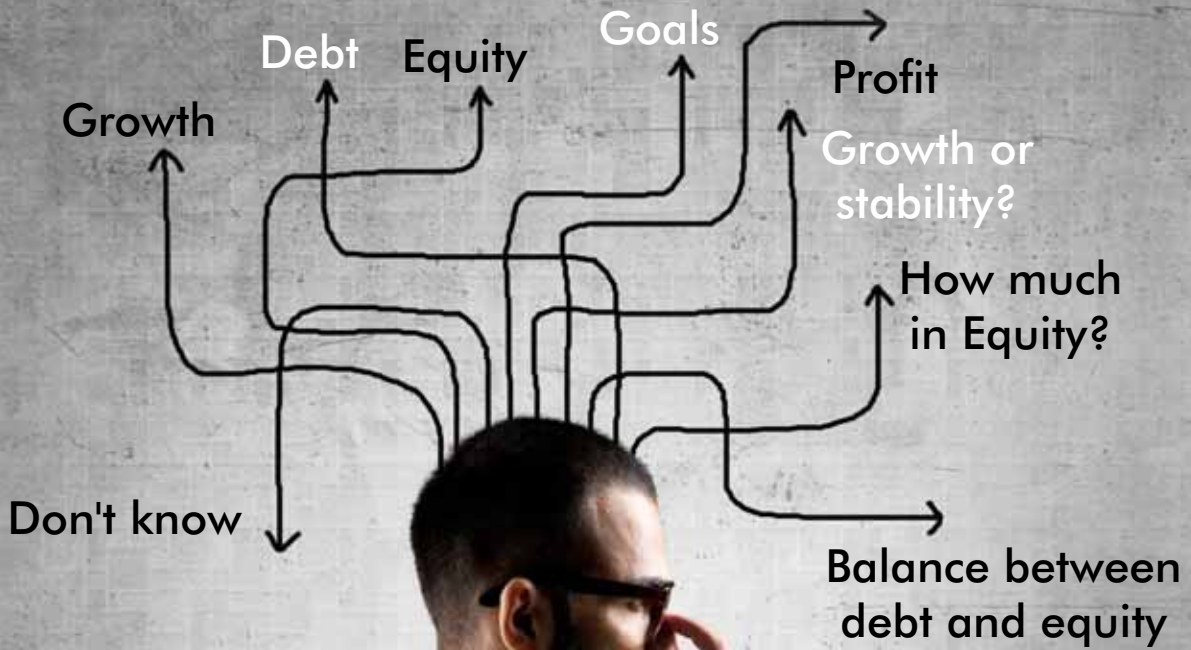 Goals
Debt
Equity
Profit
Growth
Growth or
stability?
How much
in Equity?
Don't know
Balance between
debt and equity